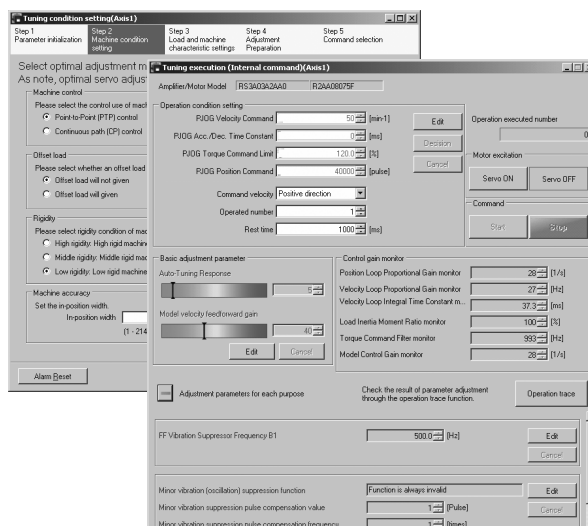 Tuning condition setting(Axis1)
Step 1
Parameter initialization
Step 2
Machine condition
setting
Step 3
Load and machine
characteristic settings
Step 4
Adjustment
Preparation
Step 5
Command selection
Select optimal adjustment m
As note, optimal servo adjus
Machine control
Please select the control use of mach
Point-to-Point (PTP) control
Continuous path (CP) control
Offset load
Please select whether an offset load
Offset load will not given
Offset load will given
Rigidity
Please select rigidity condition of mac
High rigidity: High rigid machine
Middle rigidity: Middle rigid mac
Low rigidity: Low rigid machine
Machine accuracy
Set the in-position width.
In-position width
(1 - 214
Alarm Reset
Tuning execution (Internal command)(Axis1)
Amplifier/Motor Model RS3A03A2AA0 R2AA08075F
Operation condition setting
PJOG Velocity Command 50 [min-1]
PJOG Acc./Dec. Time Constant 0 [ms]
PJOG Torque Command Limit 120.0 [%]
PJOG Position Command 40000 [pulse]
Command velocity Positive direction
Operated number 1
Rest time 1000 [ms]
Edit
Decision
Cancel
Operation executed number
0
Motor excitation
Servo ON Servo OFF
Command
Start Stop
Basic adjustment parameter
Auto-Tuning Response
5
Model velocity feedforward gain
40
Edit Cancel
Control gain monitor
Position Loop Proportional Gain monitor 28 [1/s]
Velocity Loop Proportional Gain monitor 27 [Hz]
Velocity Loop Integral Time Constant m... 37.3 [ms]
Load Inertia Moment Ratio monitor 100 [%]
Torque Command Filter monitor 993 [Hz]
Model Control Gain monitor 28 [1/s]
Adjustment parameters for each purpose
Check the result of parameter adjustment
through the operation trace function.
Operation trace
FF Vibration Suppressor Frequency B1 500.0 [Hz]
Edit
Cancel
Minor vibration (oscillation) suppression function Function is always invalid
Edit
Minor vibration suppression pulse compensation value 1 [Pulse]
Cancel
Minor vibration suppression pulse compensation frequency 1 [times]